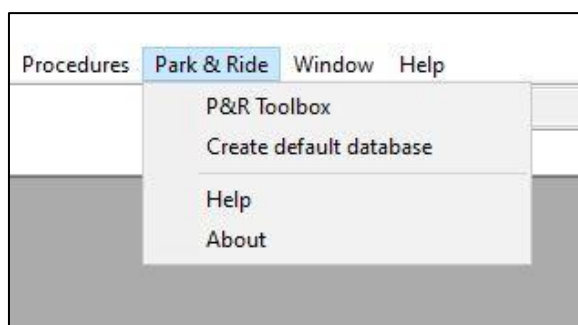 Procedures Park & Ride Window Help
P&R Toolbox
Create default database
Help
About